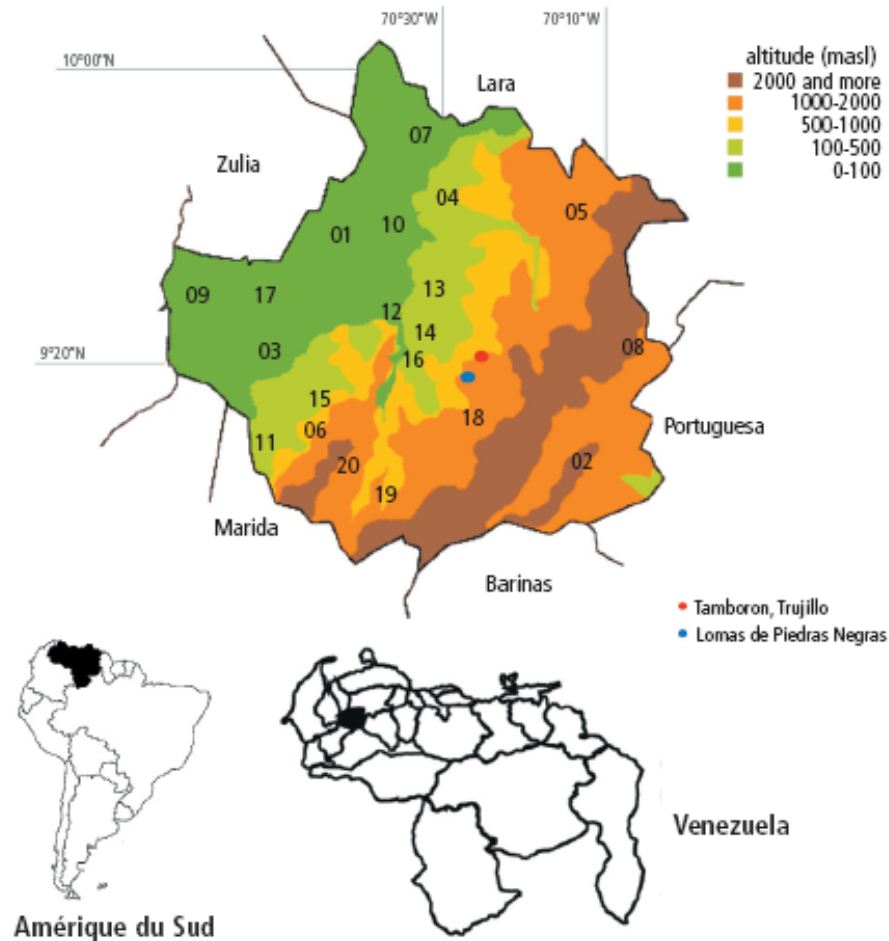 70°30"W
70°10"W
10°00"N
Lara
altitude (masl)
2000 and more
1000-2000
500-1000
100-500
0-100
07
Zulia
04
05
01
10
09
17
13
12
14
9°20"N
03
16
08
15
18
Portuguesa
06
11
02
20
19
Marida
Barinas
Tamboron, Trujillo
Lomas de Piedras Negras
Venezuela
Amérique du Sud